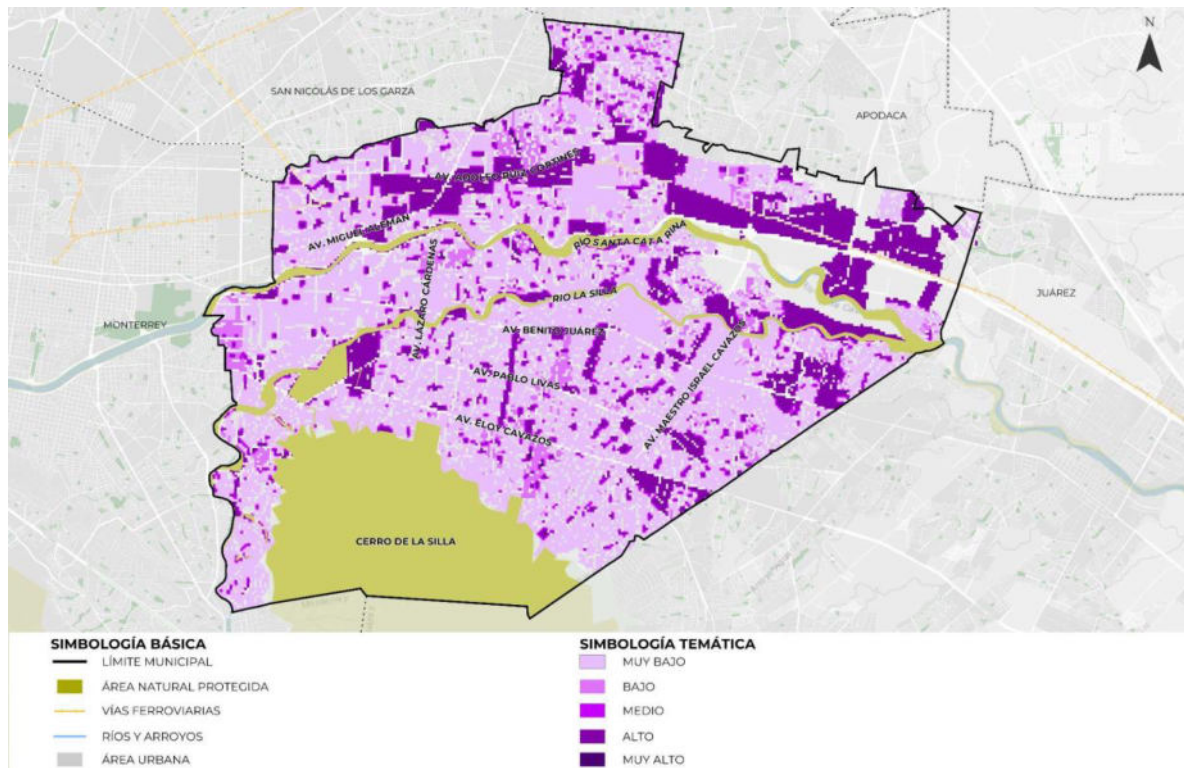 N
SAN NICOLÁS DE LOS GARZA
APODACA
AV. ADOLFO RUIZ CORTINES
AV. MIGUEL ALEMÁN
RÍO SANTA CATARINA
AV. LÁZARO CÁRDENAS
RIO LA SILLA
JUÁREZ
MONTERREY
AV. BENITO JUÁREZ
AV. PABLO LIVAS
AV. MAESTRO ISRAEL CAVAZOS
AV. ELOY CAVAZOS
CERRO DE LA SILLA
SIMBOLOGÍA BÁSICA
LÍMITE MUNICIPAL
ÁREA NATURAL PROTEGIDA
VÍAS FERROVIARIAS
RÍOS Y ARROYOS
ÁREA URBANA
SIMBOLOGÍA TEMÁTICA
MUY BAJO
BAJO
MEDIO
ALTO
MUY ALTO